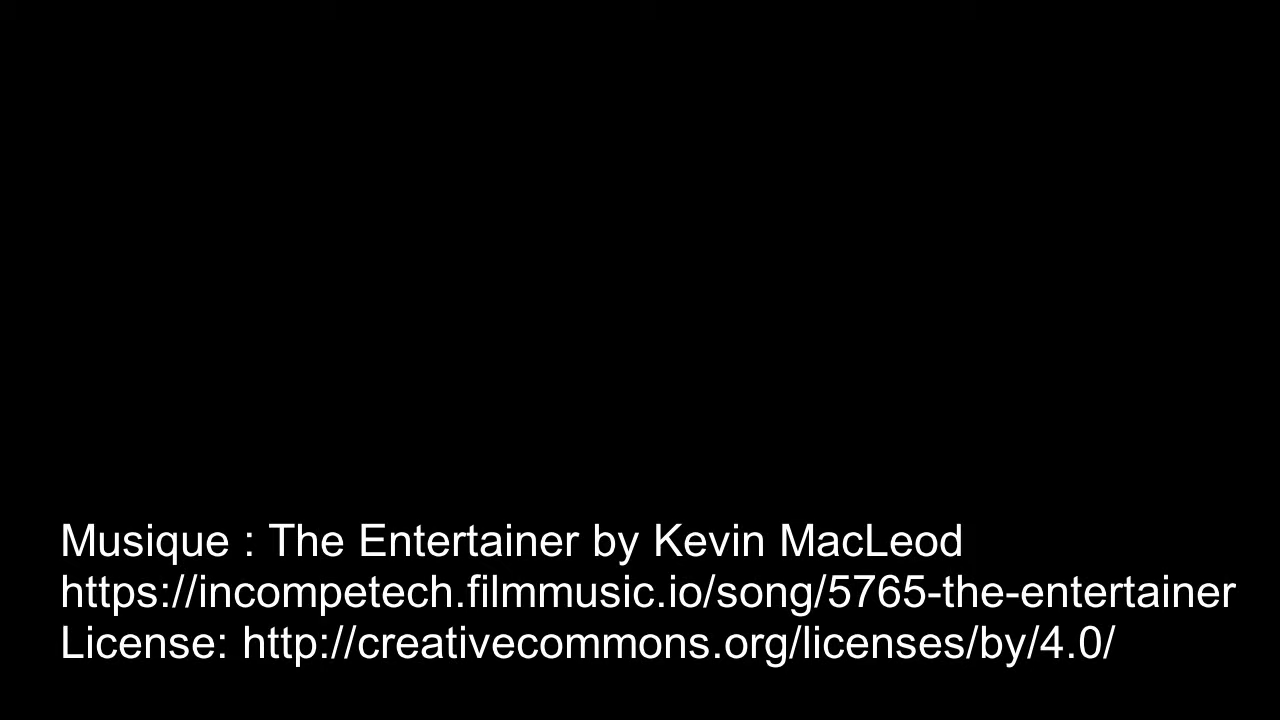 Musique : The Entertainer by Kevin MacLeod
https://incompetech.filmmusic.io/song/5765-the-entertainer
License: http://creativecommons.org/licenses/by/4.0/